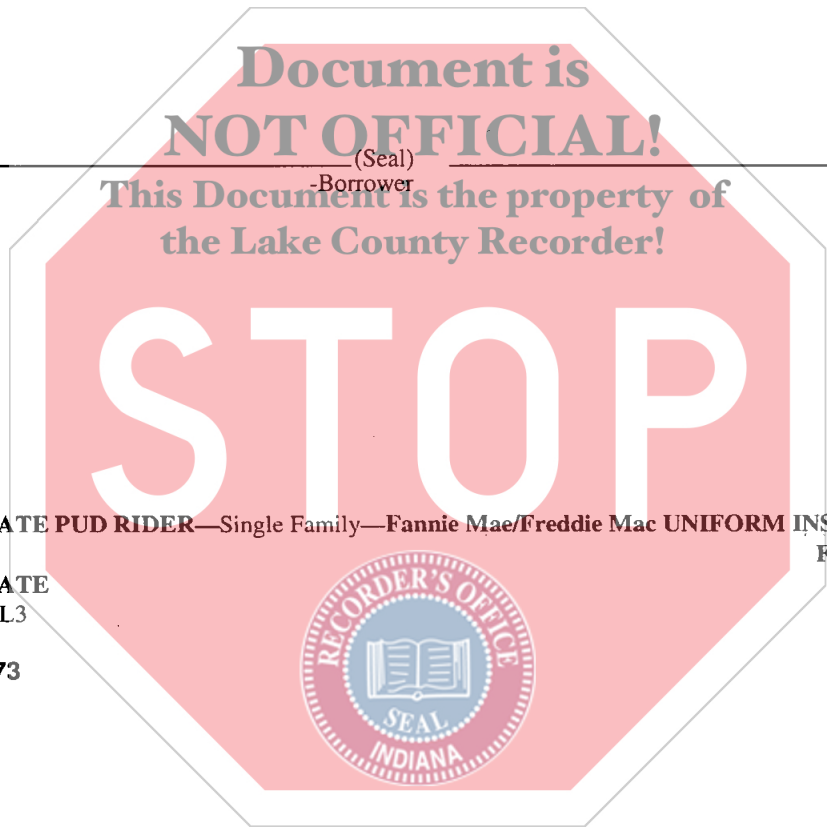 Document is
NOT OFFICIAL!
(Seal)
-Borrower
This Document is the property of
the Lake County Recorder!
STOP
ATE PUD RIDER—Single Family—Fannie Mae/Freddie Mac UNIFORM INS
F
ATE
L3
73
RECORDER'S OFFICE
SEAL
INDIANA